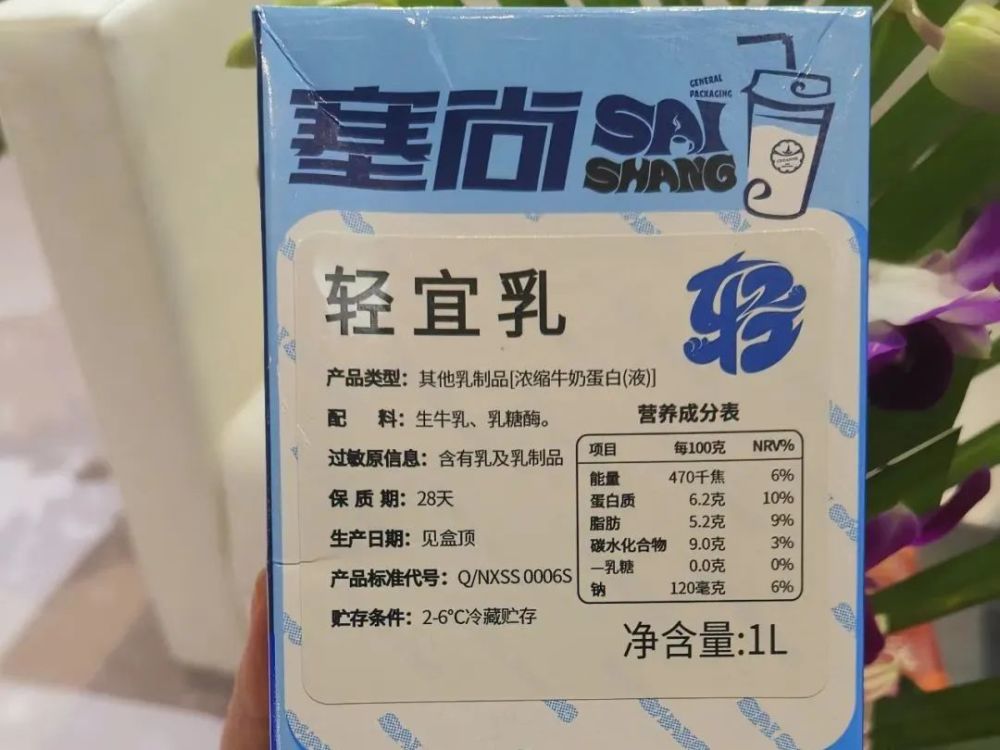 塞尚
GENERAL
PACKAGING
SAI
SHANG
轻宜乳
轻
产品类型：其他乳制品[浓缩牛奶蛋白(液)]
配 料：生牛乳、乳糖酶。
过敏原信息：含有乳及乳制品
保 质 期：28天
生产日期：见盒顶
产品标准代号：Q/NXSS 0006S
贮存条件：2-6℃冷藏贮存
营养成分表
项目 每100克 NRV%
能量 470千焦 6%
蛋白质 6.2克 10%
脂肪 5.2克 9%
碳水化合物 9.0克 3%
—乳糖 0.0克 0%
钠 120毫克 6%
净含量:1L